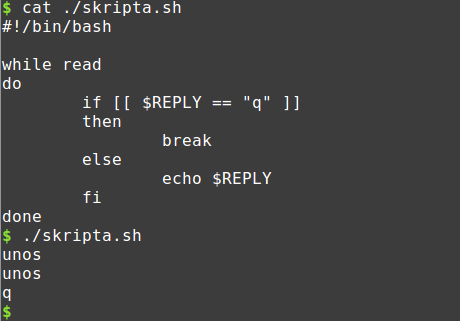 $ cat ./skripta.sh
#!/bin/bash

while read
do
        if [[ $REPLY == "q" ]]
        then
                break
        else
                echo $REPLY
        fi
done
$ ./skripta.sh
unos
unos
q
$